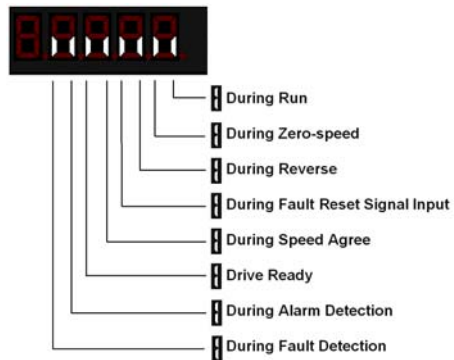 During Run
During Zero-speed
During Reverse
During Fault Reset Signal Input
During Speed Agree
Drive Ready
During Alarm Detection
During Fault Detection